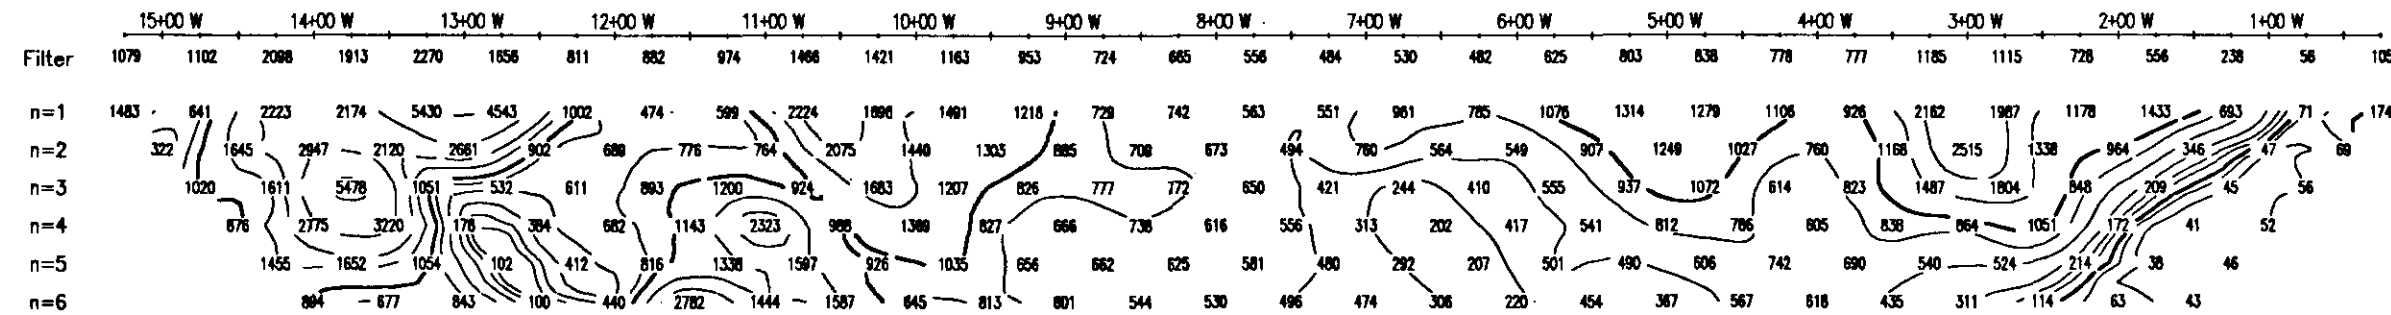 15+00 W 14+00 W 13+00 W 12+00 W 11+00 W 10+00 W 9+00 W 8+00 W 7+00 W 6+00 W 5+00 W 4+00 W 3+00 W 2+00 W 1+00 W
Filter 1079 1102 2098 1913 2270 1656 811 882 974 1466 1421 1163 953 724 665 556 484 530 482 625 803 838 778 777 1185 1115 726 556 238 56 105
n=1 1483 641 2223 2174 5430 4543 1002 474 599 2224 1696 1491 1218 729 742 563 551 961 785 1076 1314 1279 1106 926 2162 1987 1178 1433 693 71 174
n=2 322 1645 2947 2120 2661 902 689 776 764 2075 1440 1303 885 709 673 494 760 564 549 907 1249 1027 760 1168 2515 1338 964 346 47 69
n=3 1020 1611 5478 1051 532 611 893 1200 924 1683 1207 826 777 772 650 421 244 410 555 937 1072 614 823 1487 1804 848 209 45 56
n=4 876 2775 3220 178 384 682 1143 2323 988 1369 827 666 738 616 556 313 202 417 541 812 786 605 838 864 1051 172 41 52
n=5 1455 1652 1054 102 412 816 1338 1597 926 1035 656 662 625 581 480 292 207 501 490 606 742 690 540 524 214 38 46
n=6 894 677 843 100 440 2782 1444 1587 645 813 601 544 530 496 474 306 220 454 367 567 618 435 311 114 63 43